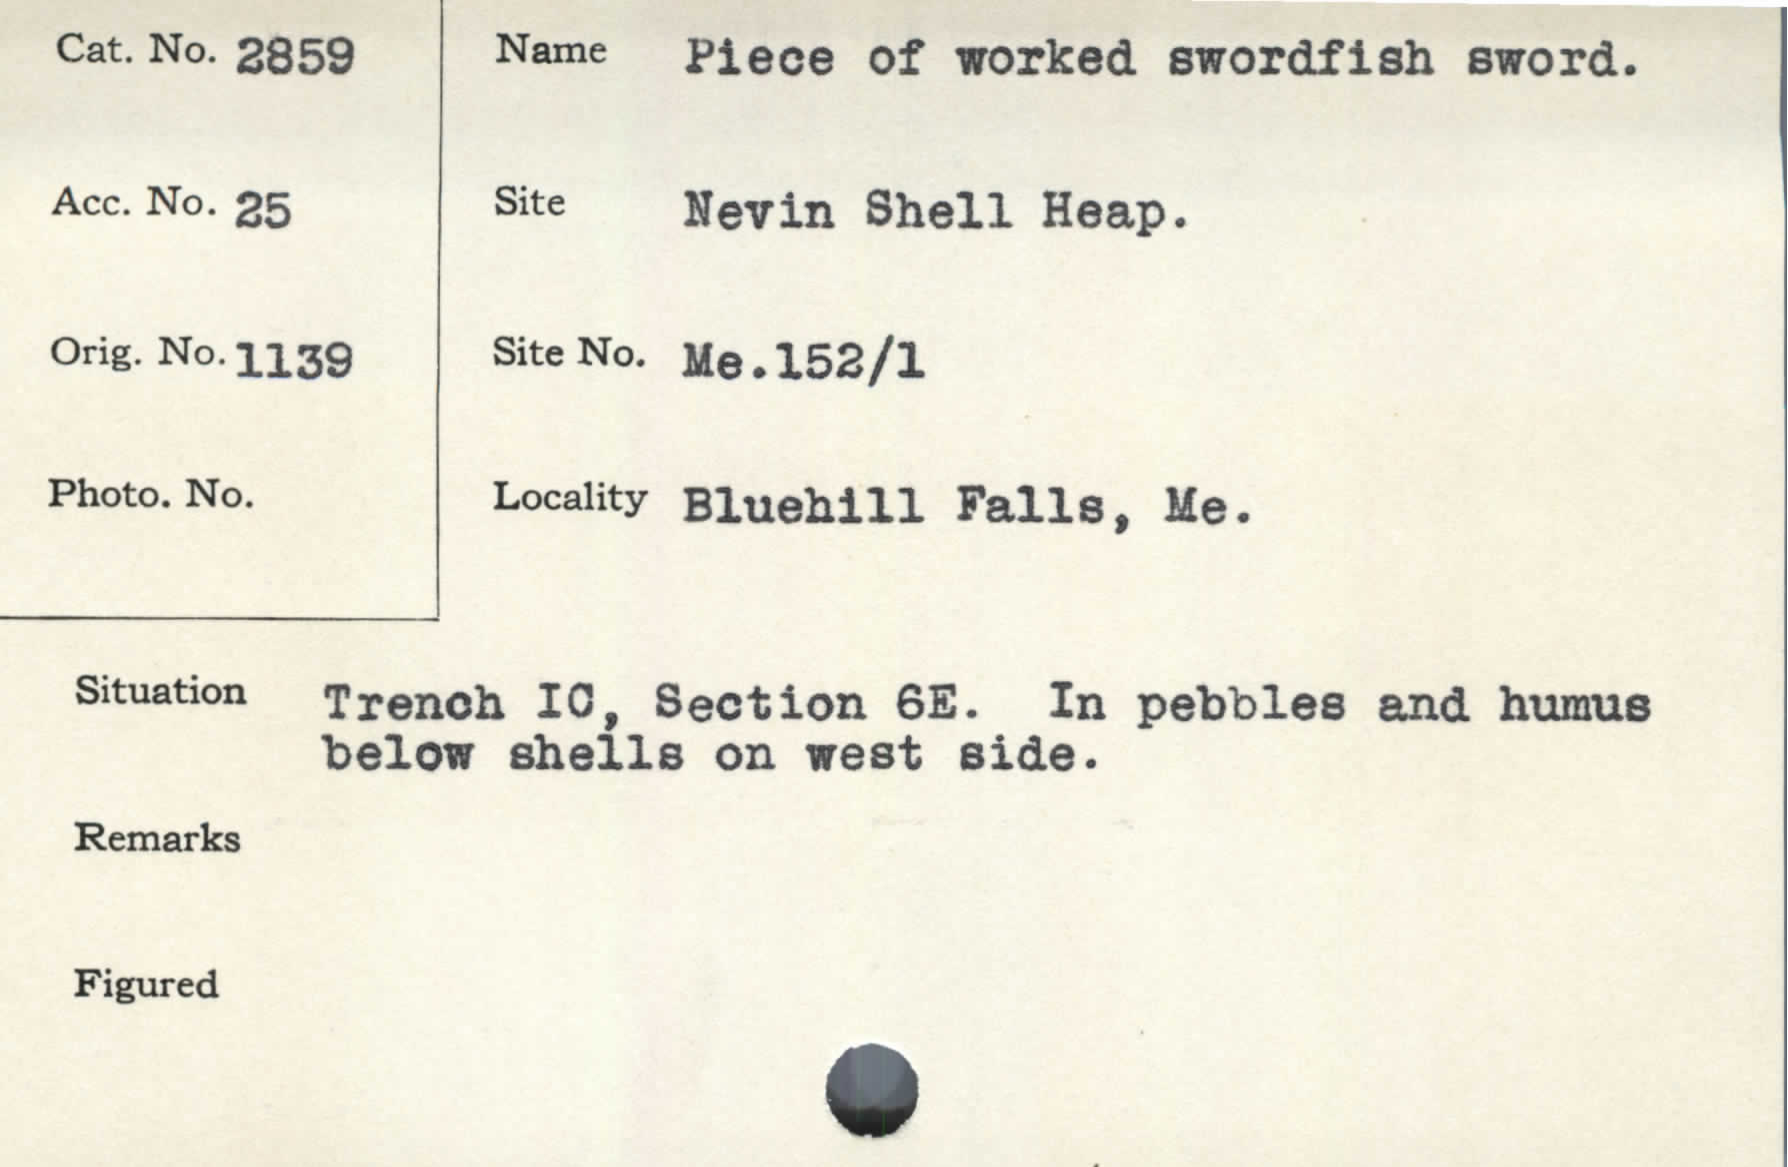 Cat. No. 2859
Name Piece of worked swordfish sword.
Acc. No. 25
Site Nevin Shell Heap.
Orig. No. 1139
Site No. Me.152/1
Photo. No.
Locality Bluehill Falls, Me.
Situation Trench IC, Section 6E. In pebbles and humus
below shells on west side.
Remarks
Figured